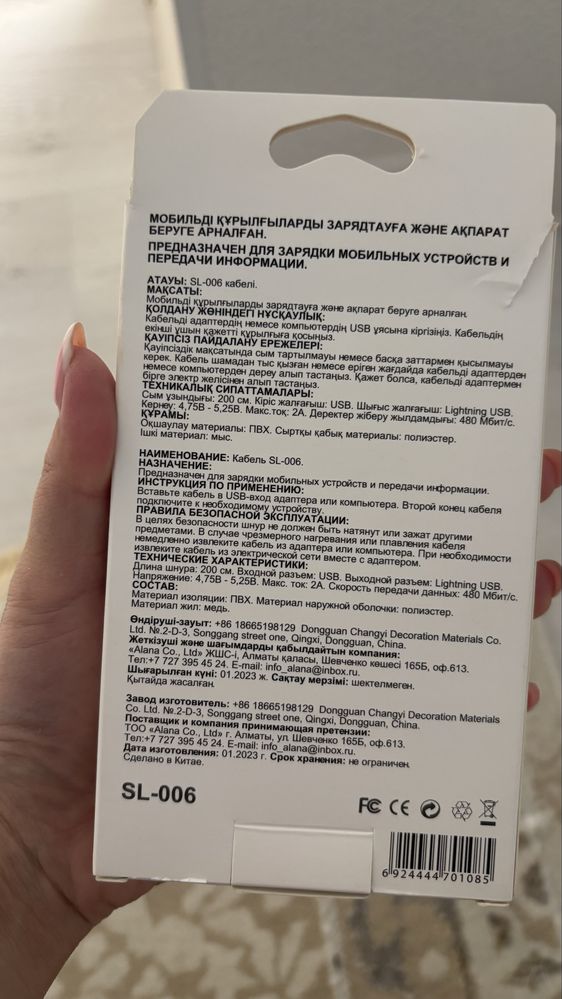 МОБИЛЬДІ ҚҰРЫЛҒЫЛАРДЫ ЗАРЯДТАУҒА ЖӘНЕ АҚПАРАТ
БЕРУГЕ АРНАЛҒАН.
ПРЕДНАЗНАЧЕН ДЛЯ ЗАРЯДКИ МОБИЛЬНЫХ УСТРОЙСТВ И
ПЕРЕДАЧИ ИНФОРМАЦИИ.
АТАУЫ: SL-006 кабелі.
МАҚСАТЫ:
Мобильді құрылғыларды зарядтауға және ақпарат беруге арналған.
ҚОЛДАНУ ЖӨНІНДЕГІ НҰСҚАУЛЫҚ:
Кабельді адаптердің немесе компьютердің USB ұясына кіргізіңіз. Кабельдің
екінші ұшын қажетті құрылғыға қосыңыз.
ҚАУІПСІЗ ПАЙДАЛАНУ ЕРЕЖЕЛЕРІ:
Қауіпсіздік мақсатында сым тартылмауы немесе басқа заттармен қысылмауы
керек. Кабель шамадан тыс қызған немесе еріген жағдайда кабельді адаптерден
немесе компьютерден дереу алып тастаңыз. Қажет болса, кабельді адаптермен
бірге электр желісінен алып тастаңыз.
ТЕХНИКАЛЫҚ СИПАТТАМАЛАРЫ:
Сым ұзындығы: 200 см. Кіріс жалғағыш: USB. Шығыс жалғағыш: Lightning USB.
Кернеу: 4,75В - 5,25В. Макс.ток: 2А. Деректер жіберу жылдамдығы: 480 Мбит/с.
ҚҰРАМЫ:
Оқшаулау материалы: ПВХ. Сыртқы қабық материалы: полиэстер.
Ішкі материал: мыс.
НАИМЕНОВАНИЕ: Кабель SL-006.
НАЗНАЧЕНИЕ:
Предназначен для зарядки мобильных устройств и передачи информации.
ИНСТРУКЦИЯ ПО ПРИМЕНЕНИЮ:
Вставьте кабель в USB-вход адаптера или компьютера. Второй конец кабеля
подключите к необходимому устройству.
ПРАВИЛА БЕЗОПАСНОЙ ЭКСПЛУАТАЦИИ:
В целях безопасности шнур не должен быть натянут или зажат другими
предметами. В случае чрезмерного нагревания или плавления кабеля
немедленно извлеките кабель из адаптера или компьютера. При необходимости
извлеките кабель из электрической сети вместе с адаптером.
ТЕХНИЧЕСКИЕ ХАРАКТЕРИСТИКИ:
Длина шнура: 200 см. Входной разъем: USB. Выходной разъем: Lightning USB.
Напряжение: 4,75В - 5,25В. Макс. ток: 2А. Скорость передачи данных: 480 Мбит/с.
СОСТАВ:
Материал изоляции: ПВХ. Материал наружной оболочки: полиэстер.
Материал жил: медь.
Өндіруші-зауыт: +86 18665198129 Dongguan Changyi Decoration Materials Co.
Ltd. №.2-D-3, Songgang street one, Qingxi, Dongguan, China.
Жеткізуші және шағымдарды қабылдайтын компания:
«Alana Co., Ltd» ЖШС-і, Алматы қаласы, Шевченко көшесі 165Б, оф.613.
Тел:+7 727 395 45 24. E-mail: info_alana@inbox.ru.
Шығарылған күні: 01.2023 ж. Сақтау мерзімі: шектелмеген.
Қытайда жасалған.
Завод изготовитель: +86 18665198129 Dongguan Changyi Decoration Materials
Co. Ltd. №.2-D-3, Songgang street one, Qingxi, Dongguan, China.
Поставщик и компания принимающая претензии:
ТОО «Alana Co., Ltd» г. Алматы, ул. Шевченко 165Б, оф.613.
Тел:+7 727 395 45 24. E-mail: info_alana@inbox.ru.
Дата изготовления: 01.2023 г. Срок хранения: не ограничен.
Сделано в Китае.
SL-006
FC CE
6 924444 701085